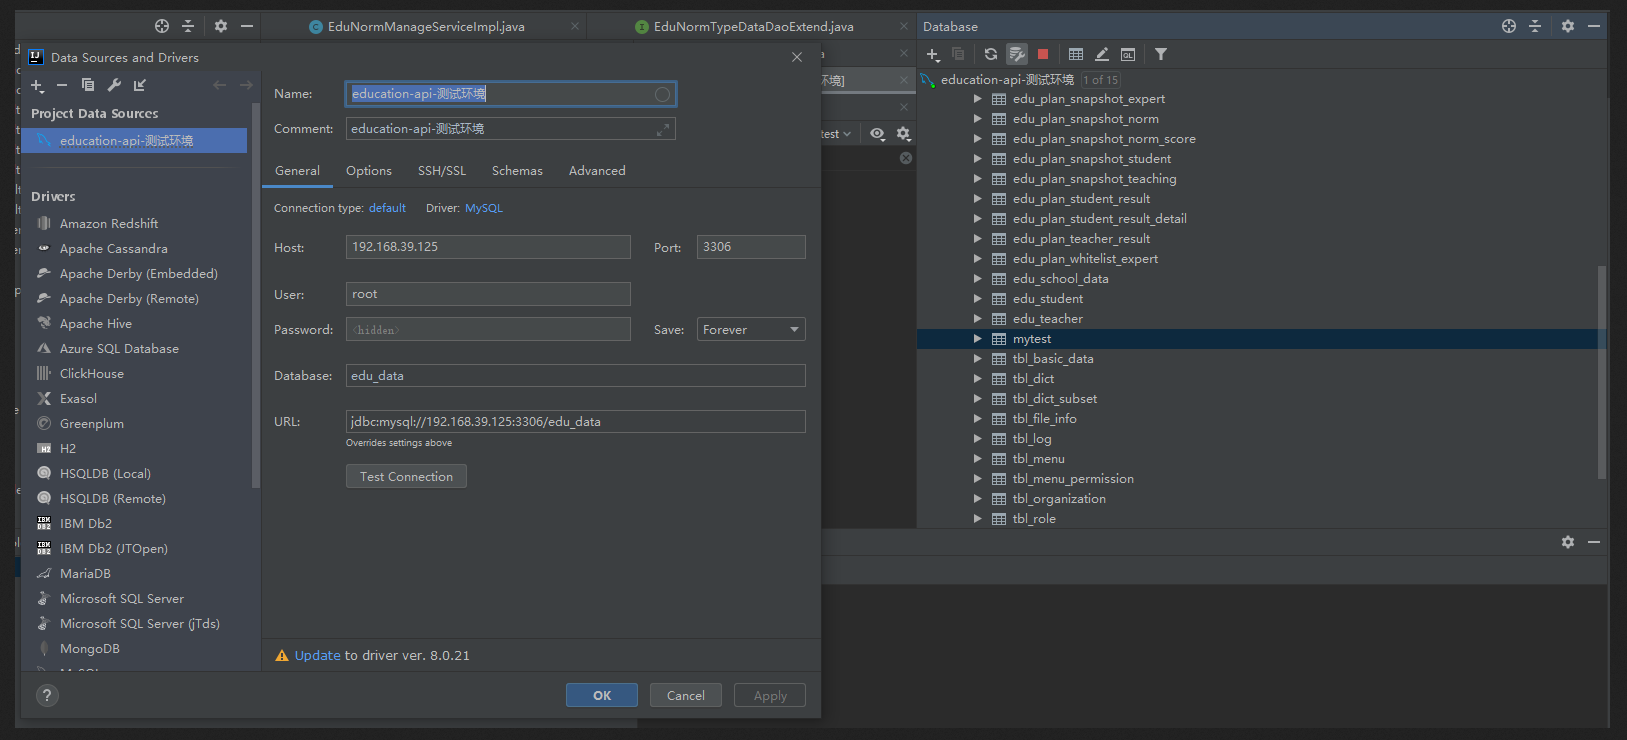 EduNormManageServiceImpl.java
EduNormTypeDataDaoExtend.java
Database
Data Sources and Drivers
Project Data Sources
education-api-测试环境
Drivers
Amazon Redshift
Apache Cassandra
Apache Derby (Embedded)
Apache Derby (Remote)
Apache Hive
Azure SQL Database
ClickHouse
Exasol
Greenplum
H2
HSQLDB (Local)
HSQLDB (Remote)
IBM Db2
IBM Db2 (JTOpen)
MariaDB
Microsoft SQL Server
Microsoft SQL Server (jTds)
MongoDB
Name: education-api-测试环境
Comment: education-api-测试环境
General Options SSH/SSL Schemas Advanced
Connection type: default Driver: MySQL
Host: 192.168.39.125 Port: 3306
User: root
Password: <hidden> Save: Forever
Database: edu_data
URL: jdbc:mysql://192.168.39.125:3306/edu_data
Overrides settings above
Test Connection
Update to driver ver. 8.0.21
? OK Cancel Apply
环境]
test
education-api-测试环境 1 of 15
edu_plan_snapshot_expert
edu_plan_snapshot_norm
edu_plan_snapshot_norm_score
edu_plan_snapshot_student
edu_plan_snapshot_teaching
edu_plan_student_result
edu_plan_student_result_detail
edu_plan_teacher_result
edu_plan_whitelist_expert
edu_school_data
edu_student
edu_teacher
mytest
tbl_basic_data
tbl_dict
tbl_dict_subset
tbl_file_info
tbl_log
tbl_menu
tbl_menu_permission
tbl_organization
tbl_role